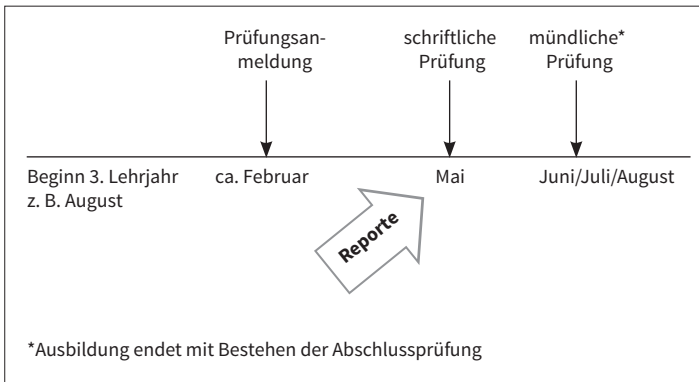 Prüfungsan-
meldung
schriftliche
Prüfung
mündliche*
Prüfung
Beginn 3. Lehrjahr
z. B. August
ca. Februar
Mai
Juni/Juli/August
Reporte
*Ausbildung endet mit Bestehen der Abschlussprüfung